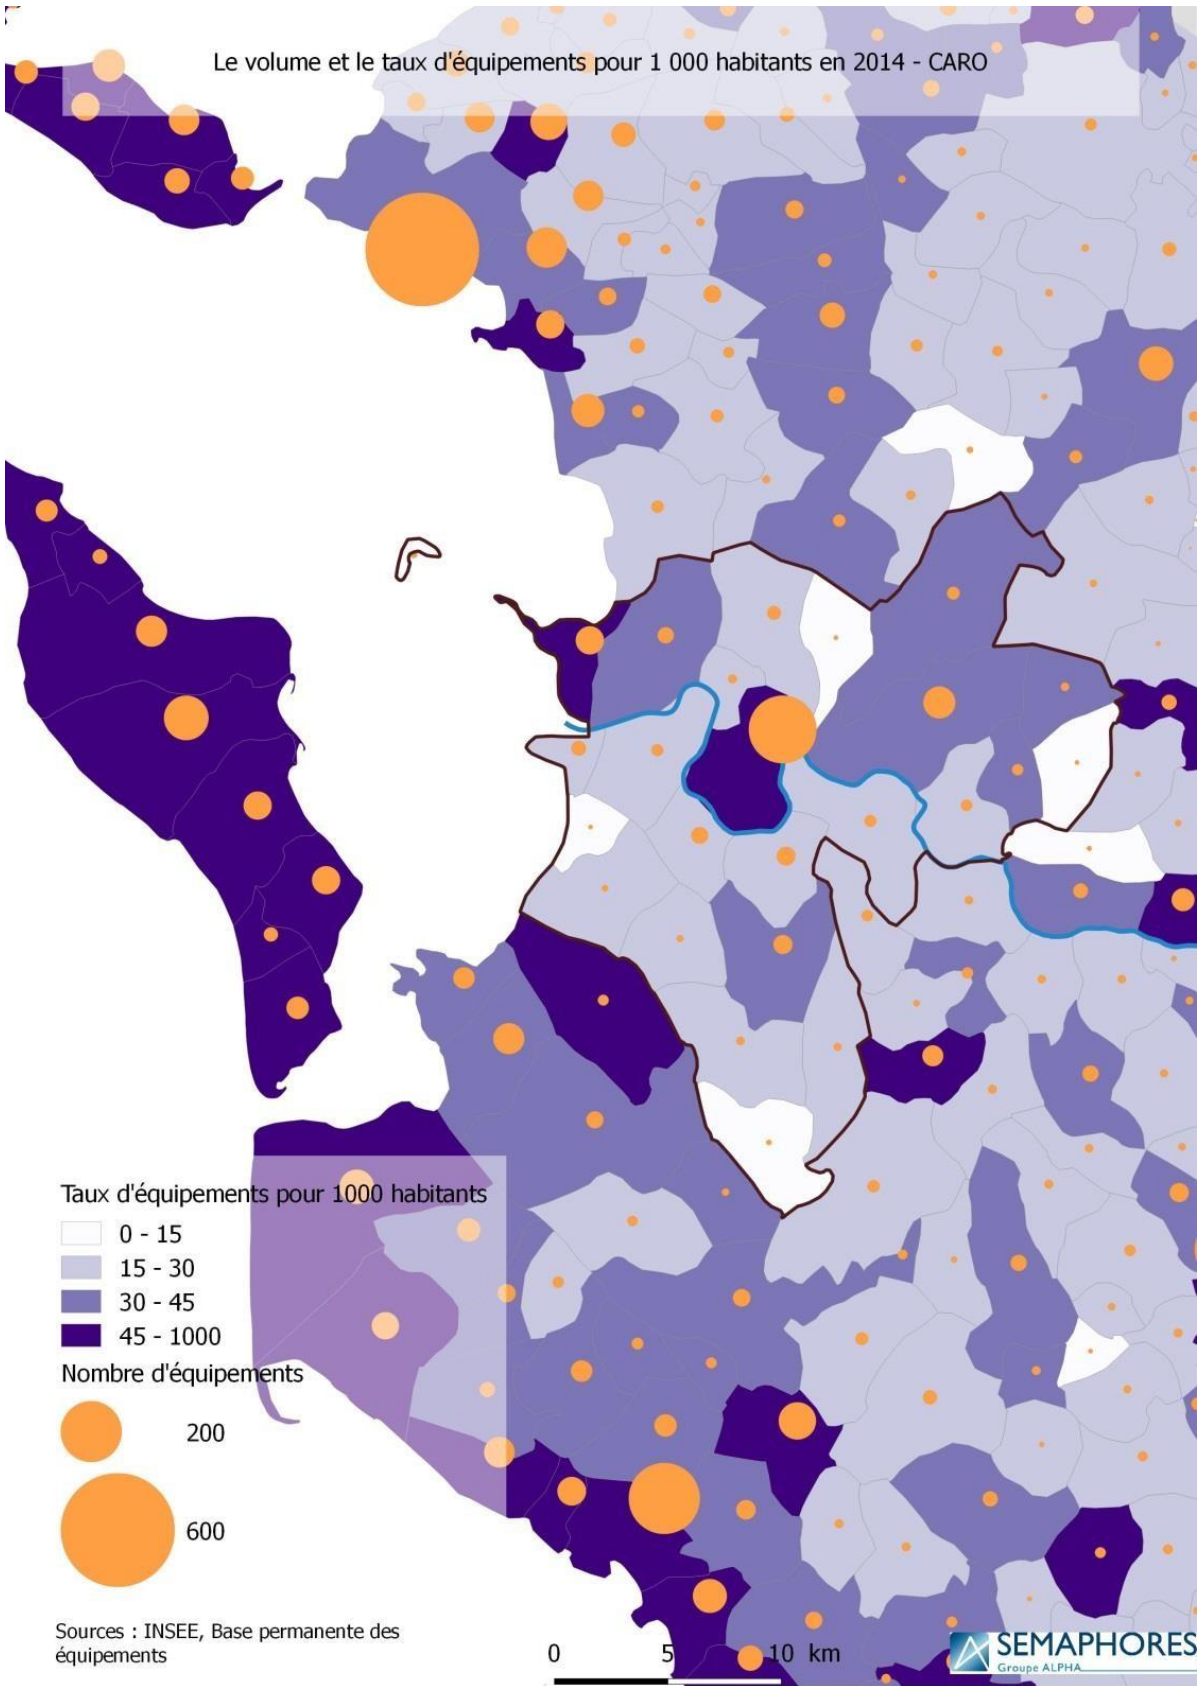 Le volume et le taux d'équipements pour 1 000 habitants en 2014 - CARO
Taux d'équipements pour 1000 habitants
0 - 15
15 - 30
30 - 45
45 - 1000
Nombre d'équipements
200
600
Sources : INSEE, Base permanente des
équipements
0 5 10 km
SEMAPHORES
Groupe ALPHA